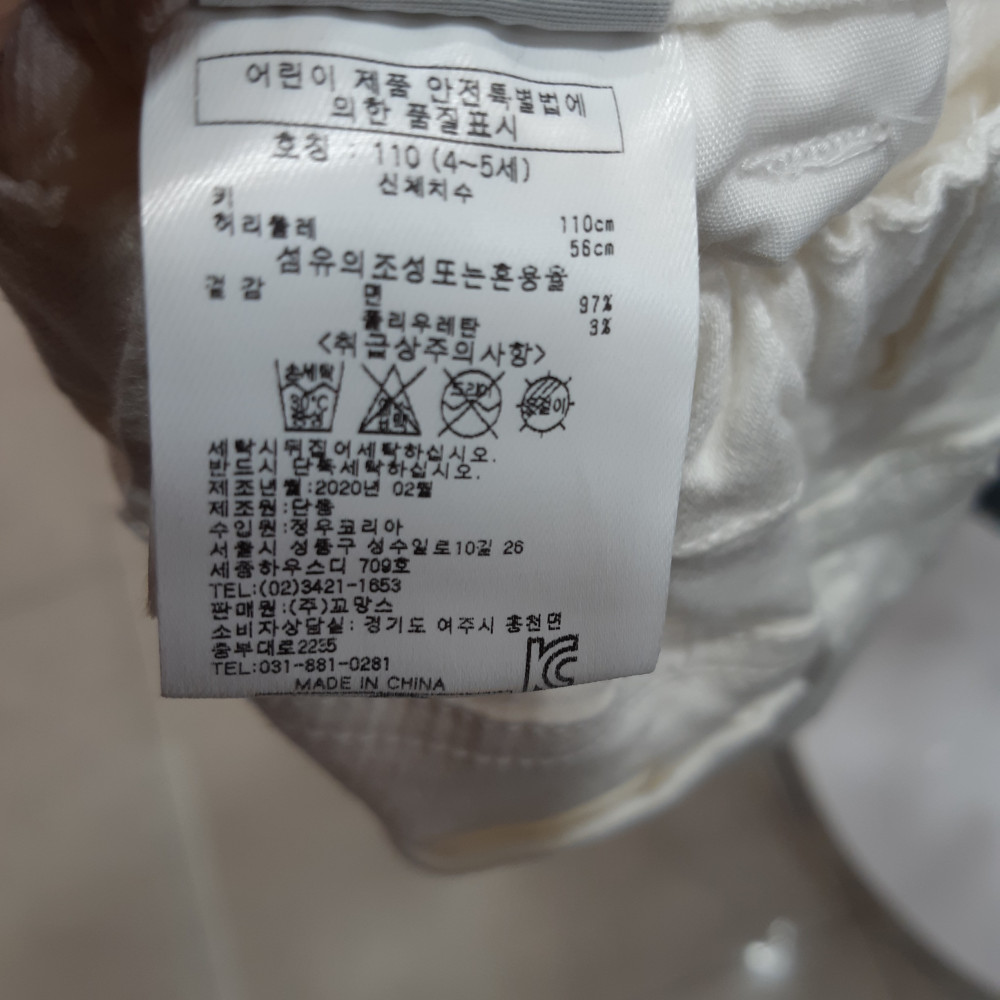 어린이 제품 안전특별법에
의한 품질표시
호칭 : 110 (4~5세)
신체치수
키 110cm
허리둘레 56cm
섬유의조성또는혼용율
겉 감 면 97%
폴리우레탄 3%
<취급상주의사항>
손세탁 30℃ 중성
드라이
세탁시뒤집어세탁하십시오.
반드시 단독세탁하십시오.
제조년월:2020년 02월
제조원:단동
수입원:정우코리아
서울시 성동구 성수일로10길 26
세종하우스디 709호
TEL:(02)3421-1653
판매원:(주)꼬망스
소비자상담실: 경기도 여주시 흥천면
중부대로2235
TEL:031-881-0281
MADE IN CHINA